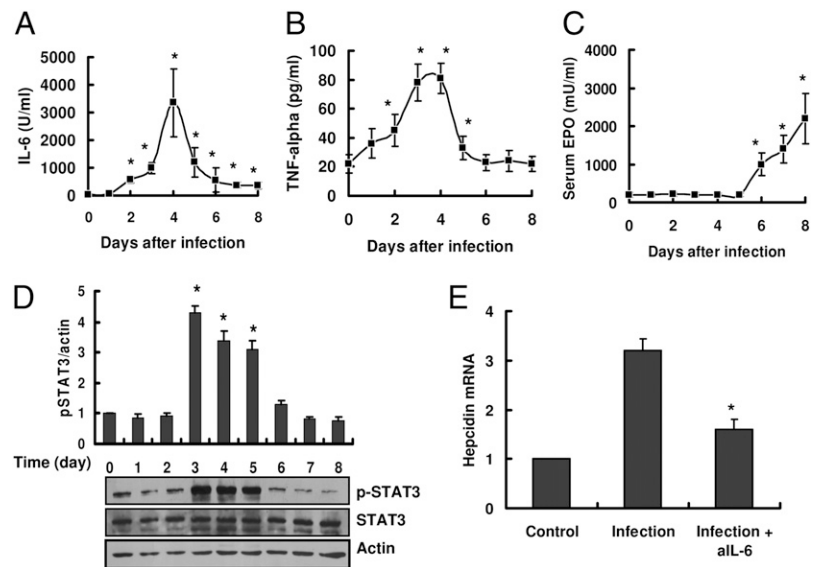 A
IL-6 (U/ml)
5000
4000
3000
2000
1000
0
* * * * * * *
0 2 4 6 8
Days after infection
B
TNF-alpha (pg/ml)
100
80
60
40
20
0
* * * *
0 2 4 6 8
Days after infection
C
Serum EPO (mU/ml)
4000
3000
2000
1000
0
* * *
0 2 4 6 8
Days after infection
D
pSTAT3/actin
5
4
3
2
1
0
* * *
Time (day) 0 1 2 3 4 5 6 7 8
p-STAT3
STAT3
Actin
E
Hepcidin mRNA
4
3
2
1
0
*
Control Infection Infection +
aIL-6